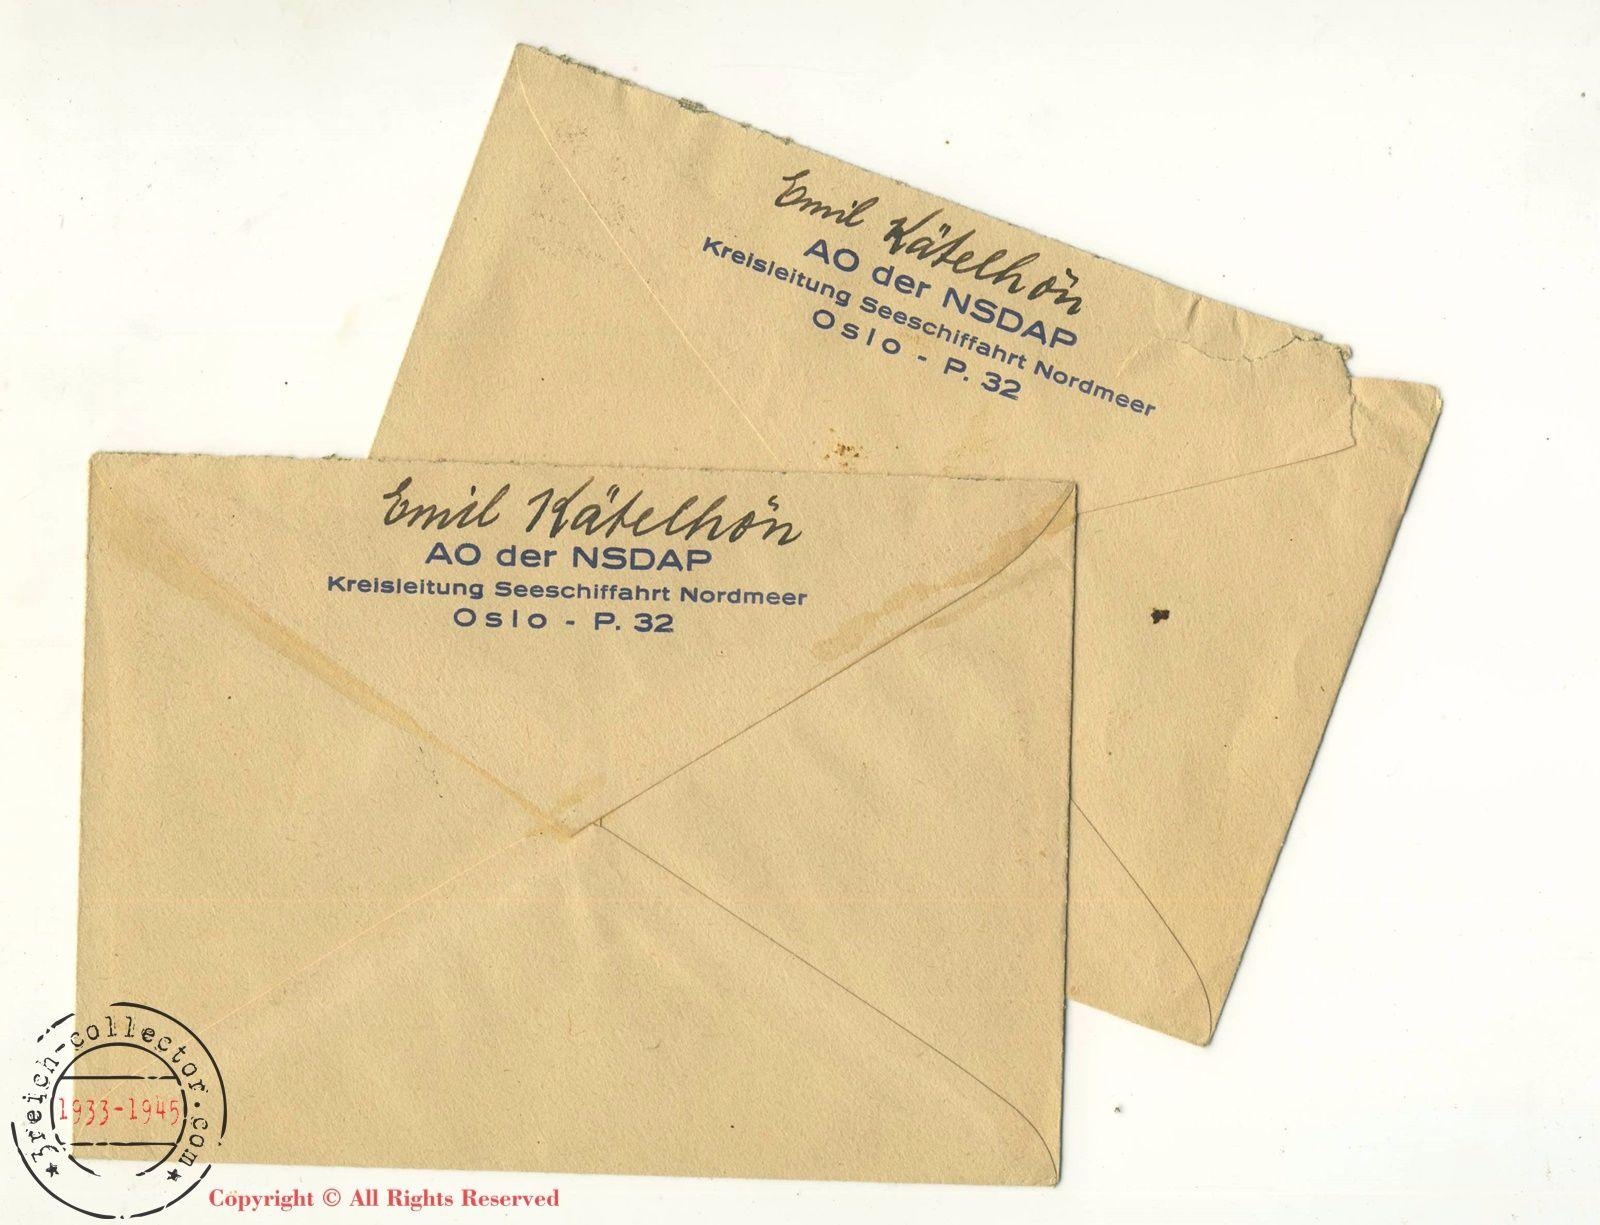 Emil Kätelhön
AO der NSDAP
Kreisleitung Seeschiffahrt Nordmeer
Oslo - P. 32
Emil Kätelhön
AO der NSDAP
Kreisleitung Seeschiffahrt Nordmeer
Oslo - P. 32
3reich-collector.com
1933-1945
Copyright © All Rights Reserved